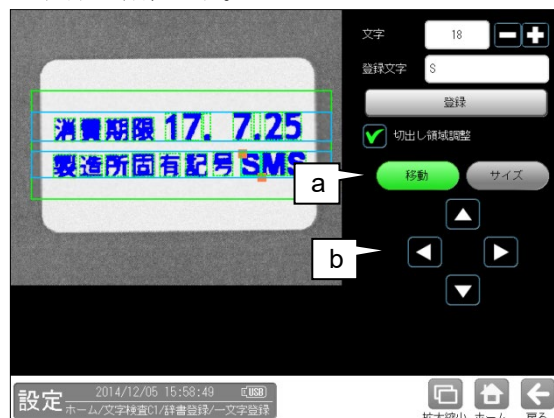 消費期限 17. 7.25
製造所固有記号SMS
文字 18
登録文字 S
登録
切出し領域調整
a
移動 サイズ
b
設定
2014/12/05 15:58:49 (USB)
ホーム/文字検査C1/辞書登録/一文字登録
拡大縮小 ホーム 戻る